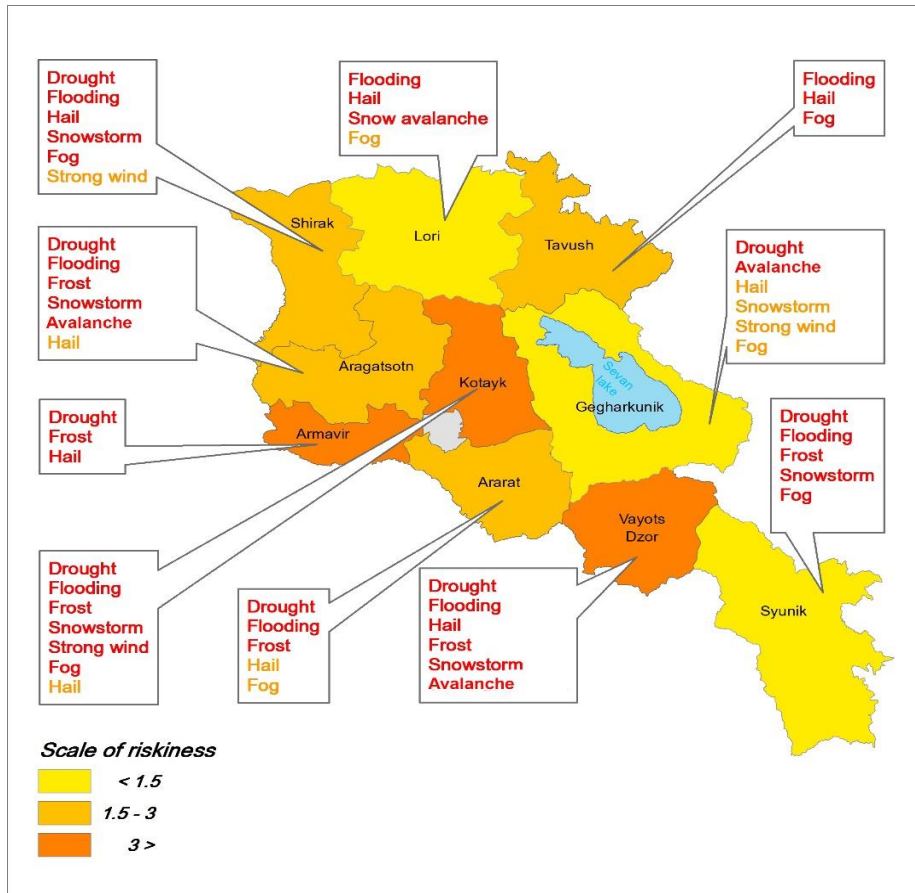 Drought
Flooding
Hail
Snowstorm
Fog
Strong wind
Flooding
Hail
Snow avalanche
Fog
Flooding
Hail
Fog
Shirak
Lori
Tavush
Drought
Flooding
Frost
Snowstorm
Avalanche
Hail
Drought
Avalanche
Hail
Snowstorm
Strong wind
Fog
Aragatsotn
Kotayk
Sevan
lake
Gegharkunik
Drought
Frost
Hail
Armavir
Ararat
Drought
Flooding
Frost
Snowstorm
Fog
Vayots
Dzor
Syunik
Drought
Flooding
Frost
Snowstorm
Strong wind
Fog
Hail
Drought
Flooding
Frost
Hail
Fog
Drought
Flooding
Hail
Frost
Snowstorm
Avalanche
Scale of riskiness
< 1.5
1.5 - 3
3 >